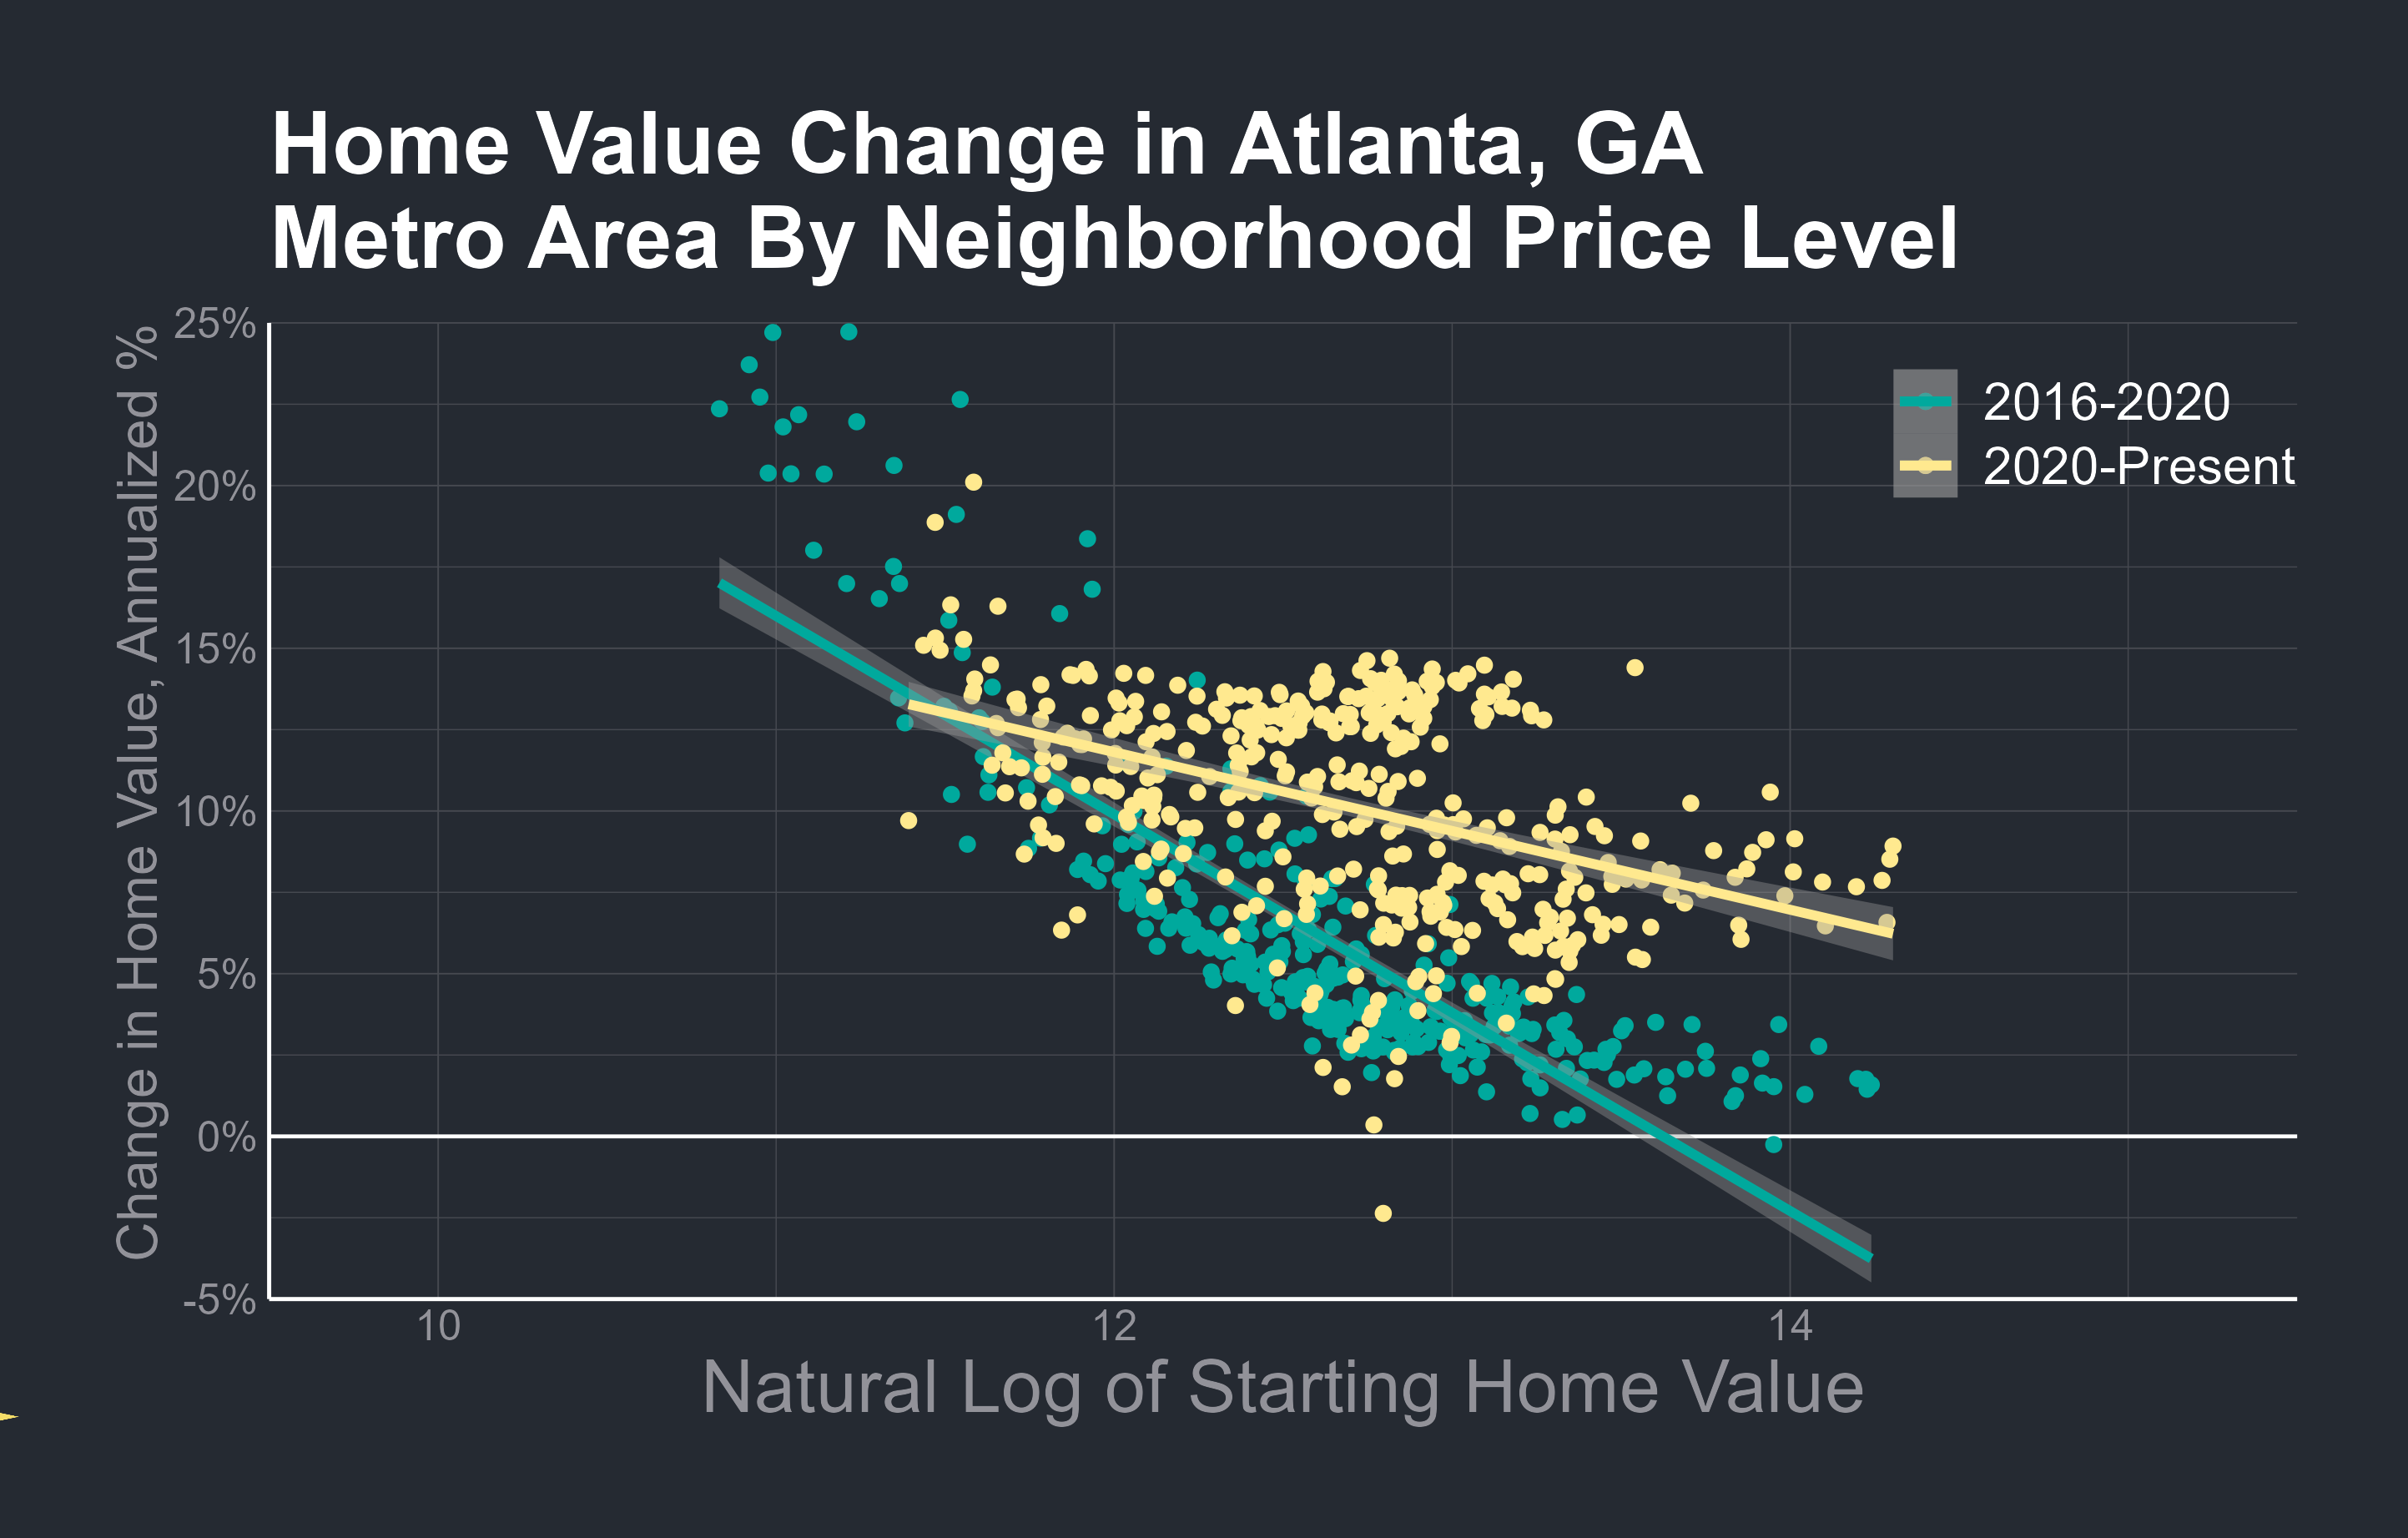 Home Value Change in Atlanta, GA
Metro Area By Neighborhood Price Level
Change in Home Value, Annualized %
25%
20%
15%
10%
5%
0%
-5%
2016-2020
2020-Present
10
12
14
Natural Log of Starting Home Value